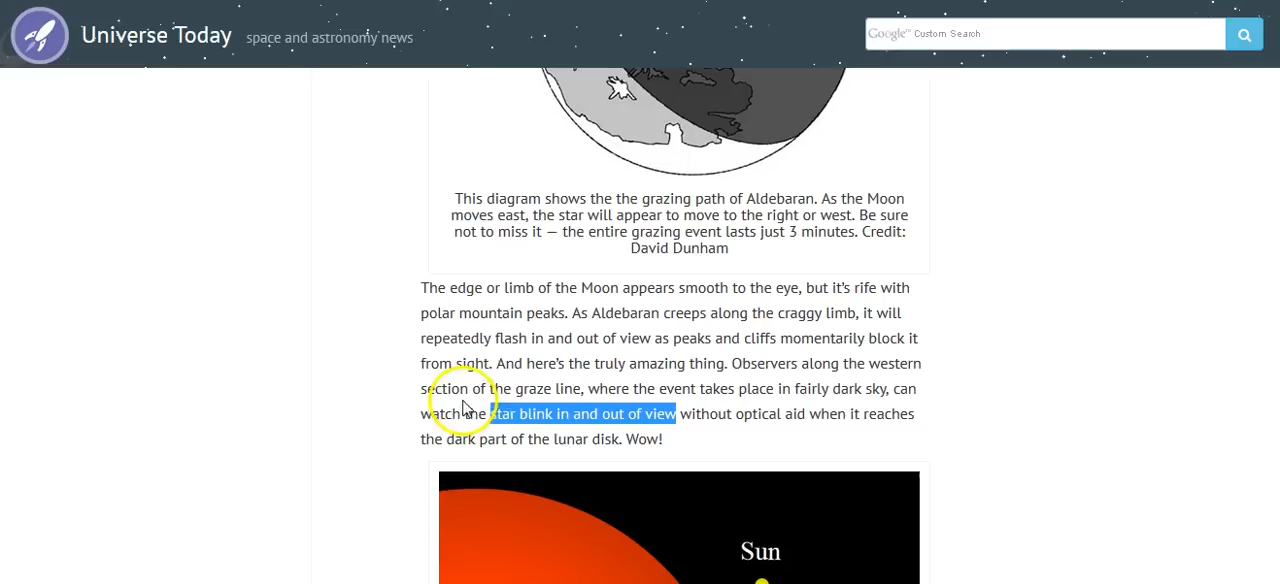 Universe Today space and astronomy news
Google™ Custom Search
This diagram shows the the grazing path of Aldebaran. As the Moon
moves east, the star will appear to move to the right or west. Be sure
not to miss it — the entire grazing event lasts just 3 minutes. Credit:
David Dunham
The edge or limb of the Moon appears smooth to the eye, but it’s rife with
polar mountain peaks. As Aldebaran creeps along the craggy limb, it will
repeatedly flash in and out of view as peaks and cliffs momentarily block it
from sight. And here’s the truly amazing thing. Observers along the western
section of the graze line, where the event takes place in fairly dark sky, can
watch the star blink in and out of view without optical aid when it reaches
the dark part of the lunar disk. Wow!
Sun